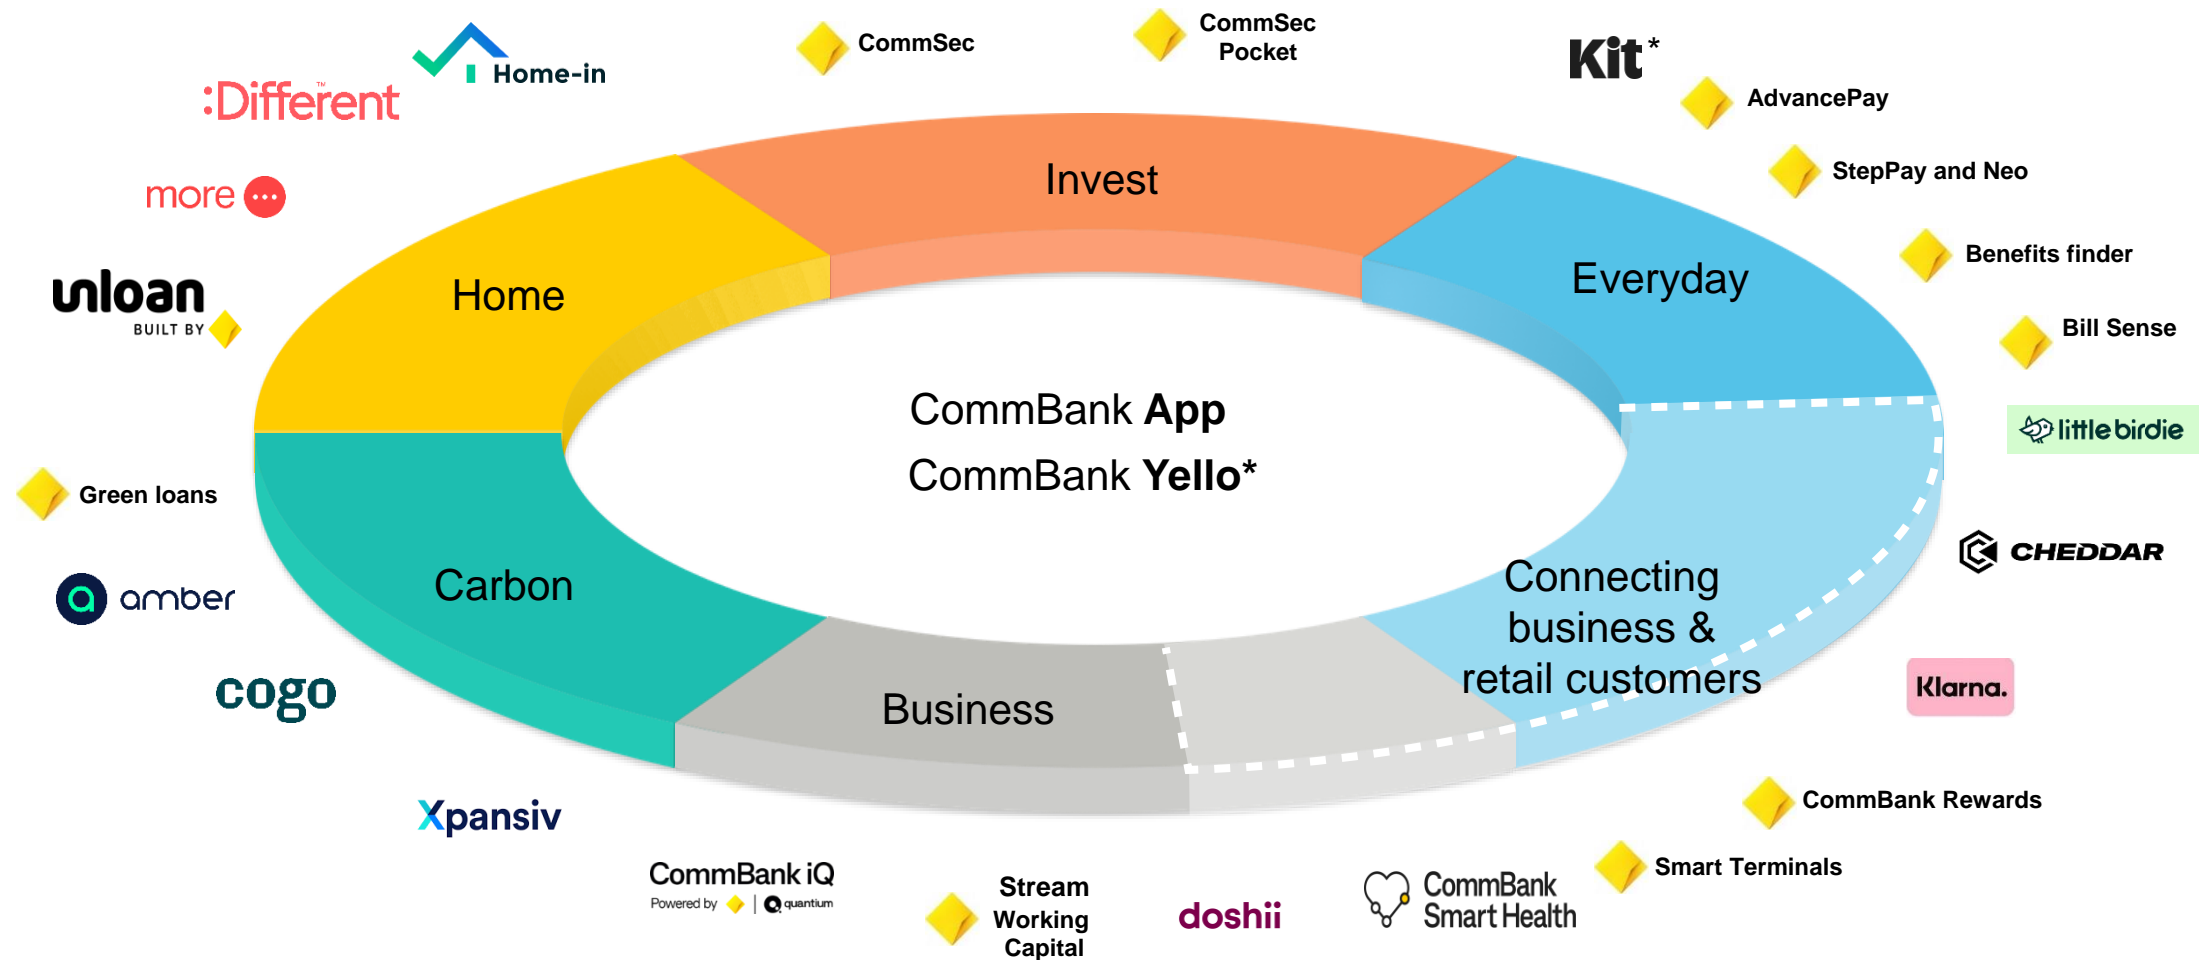 Home-in
:Different™
more
unloan
BUILT BY
CommSec
CommSec
Pocket
Kit*
AdvancePay
StepPay and Neo
Benefits finder
Bill Sense
little birdie
CHEDDAR
Klarna.
CommBank Rewards
Smart Terminals
CommBank
Smart Health
doshii
Stream
Working
Capital
CommBank iQ
Powered by
quantium
Xpansiv
cogo
amber
Green loans
Invest
Home
Everyday
CommBank App
CommBank Yello*
Carbon
Connecting
business &
retail customers
Business